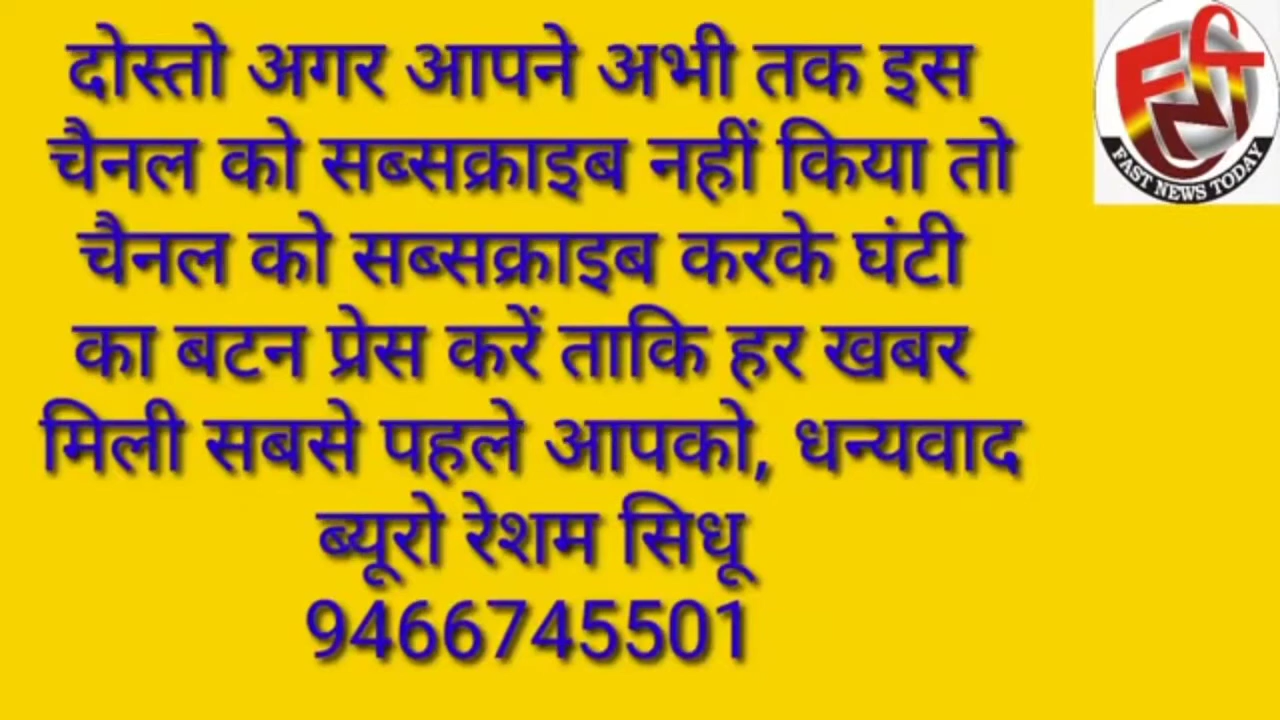 दोस्तो अगर आपने अभी तक इस
चैनल को सब्सक्राइब नहीं किया तो
चैनल को सब्सक्राइब करके घंटी
का बटन प्रेस करें ताकि हर खबर
मिली सबसे पहले आपको, धन्यवाद
ब्यूरो रेशम सिधू
9466745501
FNT
FAST NEWS TODAY